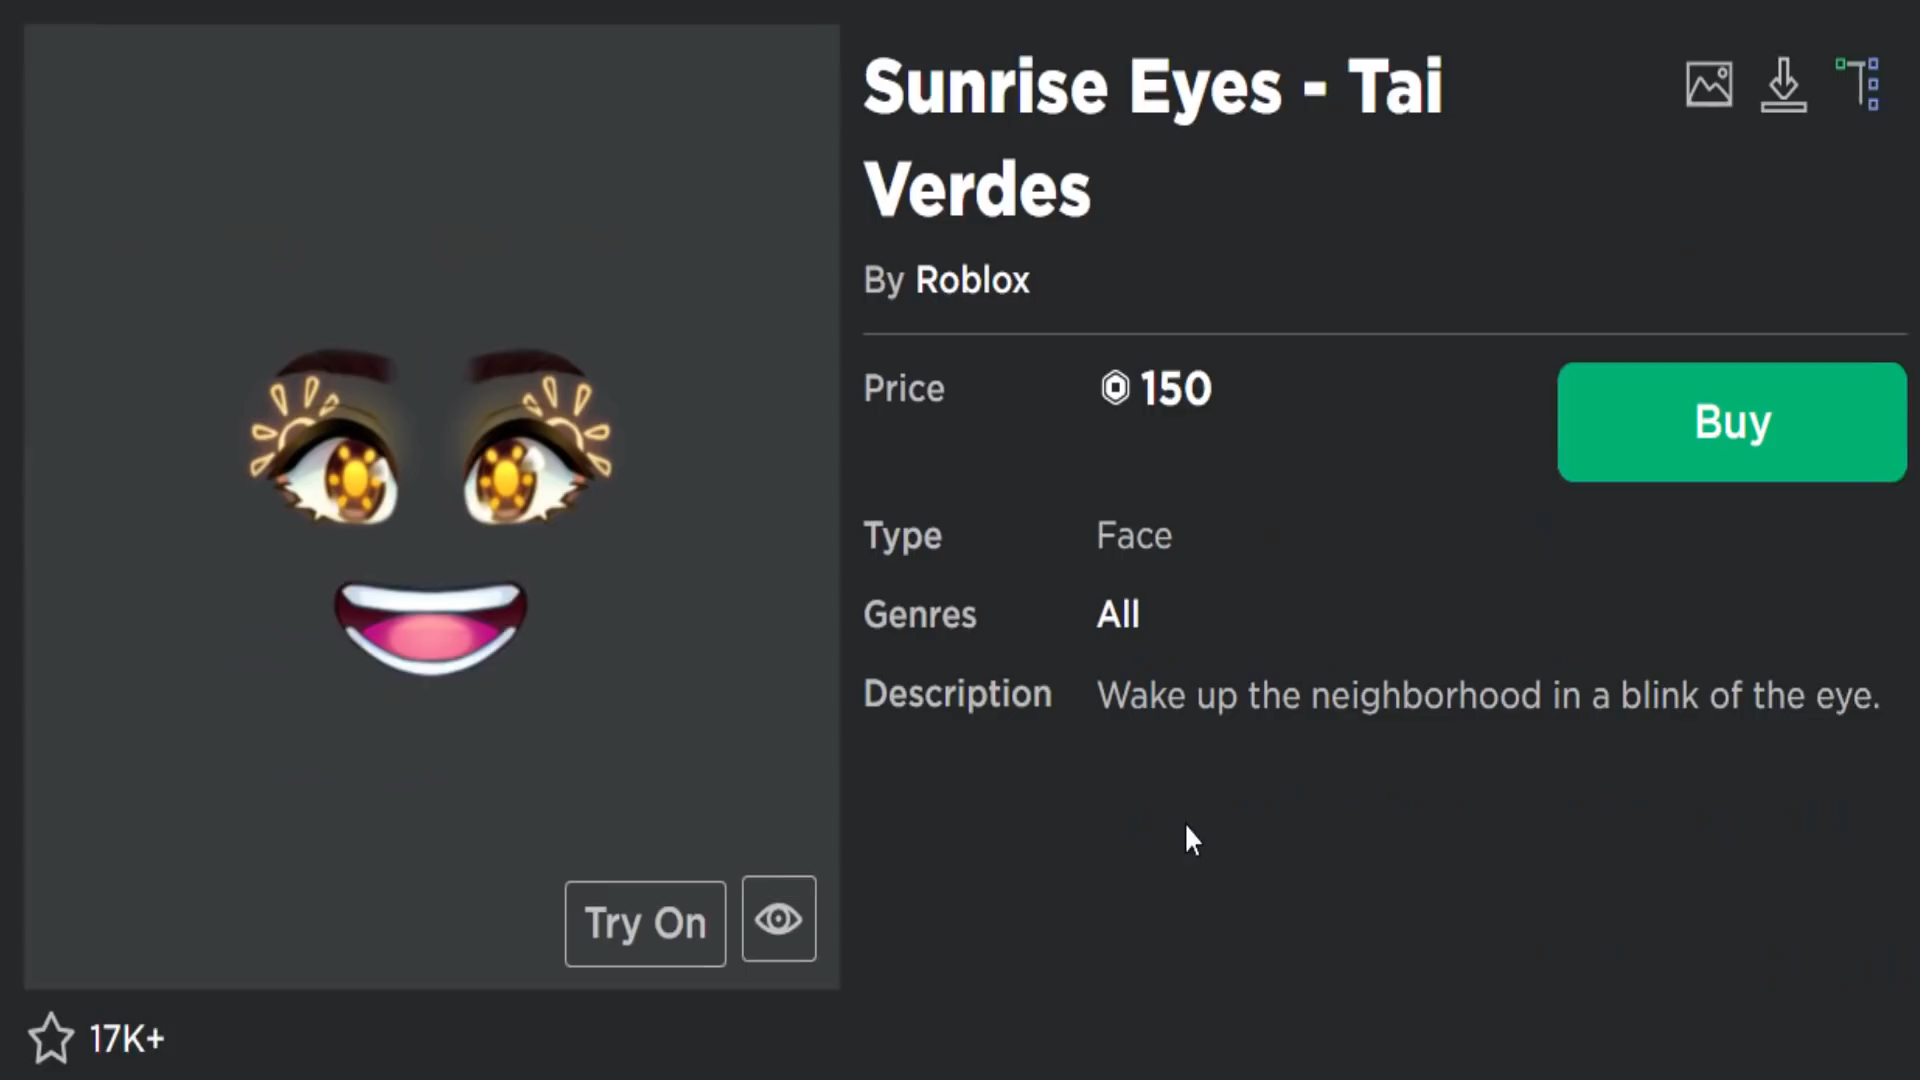 Sunrise Eyes - Tai
Verdes
By Roblox
Price 150
Buy
Type Face
Genres All
Description Wake up the neighborhood in a blink of the eye.
Try On
17K+